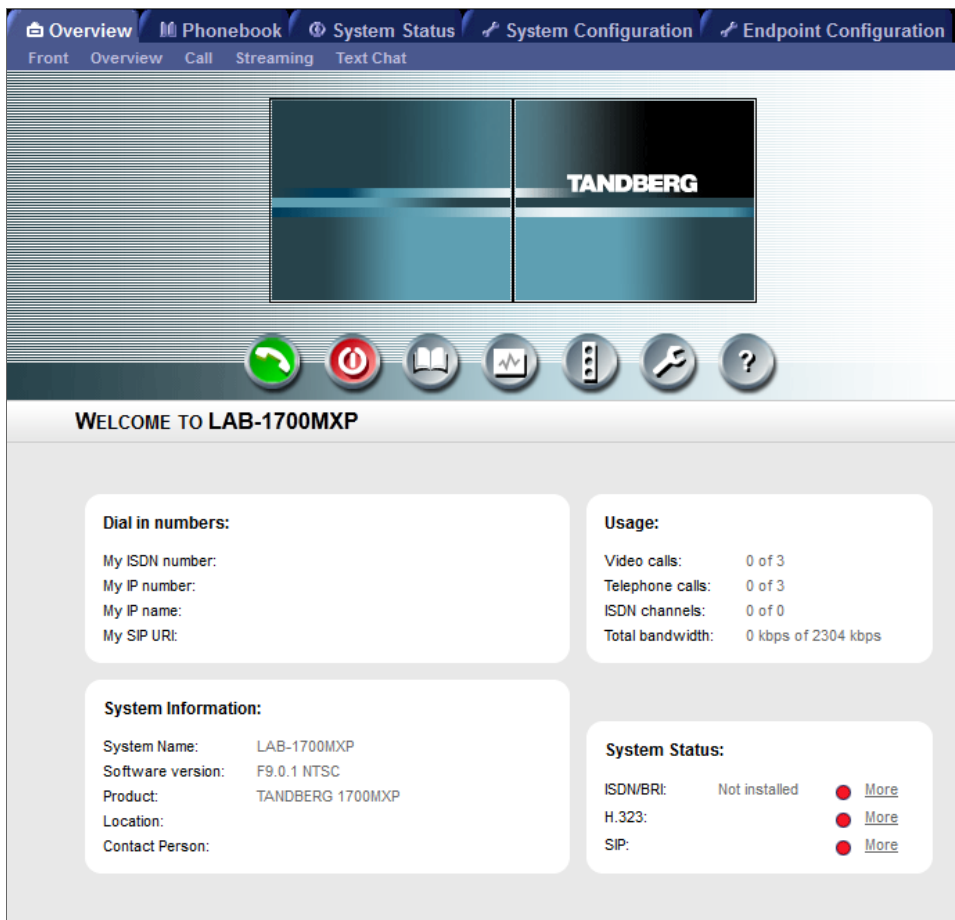 Overview Phonebook System Status System Configuration Endpoint Configuration
Front Overview Call Streaming Text Chat
TANDBERG
?
WELCOME TO LAB-1700MXP
Dial in numbers:
My ISDN number:
My IP number:
My IP name:
My SIP URI:
Usage:
Video calls: 0 of 3
Telephone calls: 0 of 3
ISDN channels: 0 of 0
Total bandwidth: 0 kbps of 2304 kbps
System Information:
System Name: LAB-1700MXP
Software version: F9.0.1 NTSC
Product: TANDBERG 1700MXP
Location:
Contact Person:
System Status:
ISDN/BRI: Not installed More
H.323: More
SIP: More